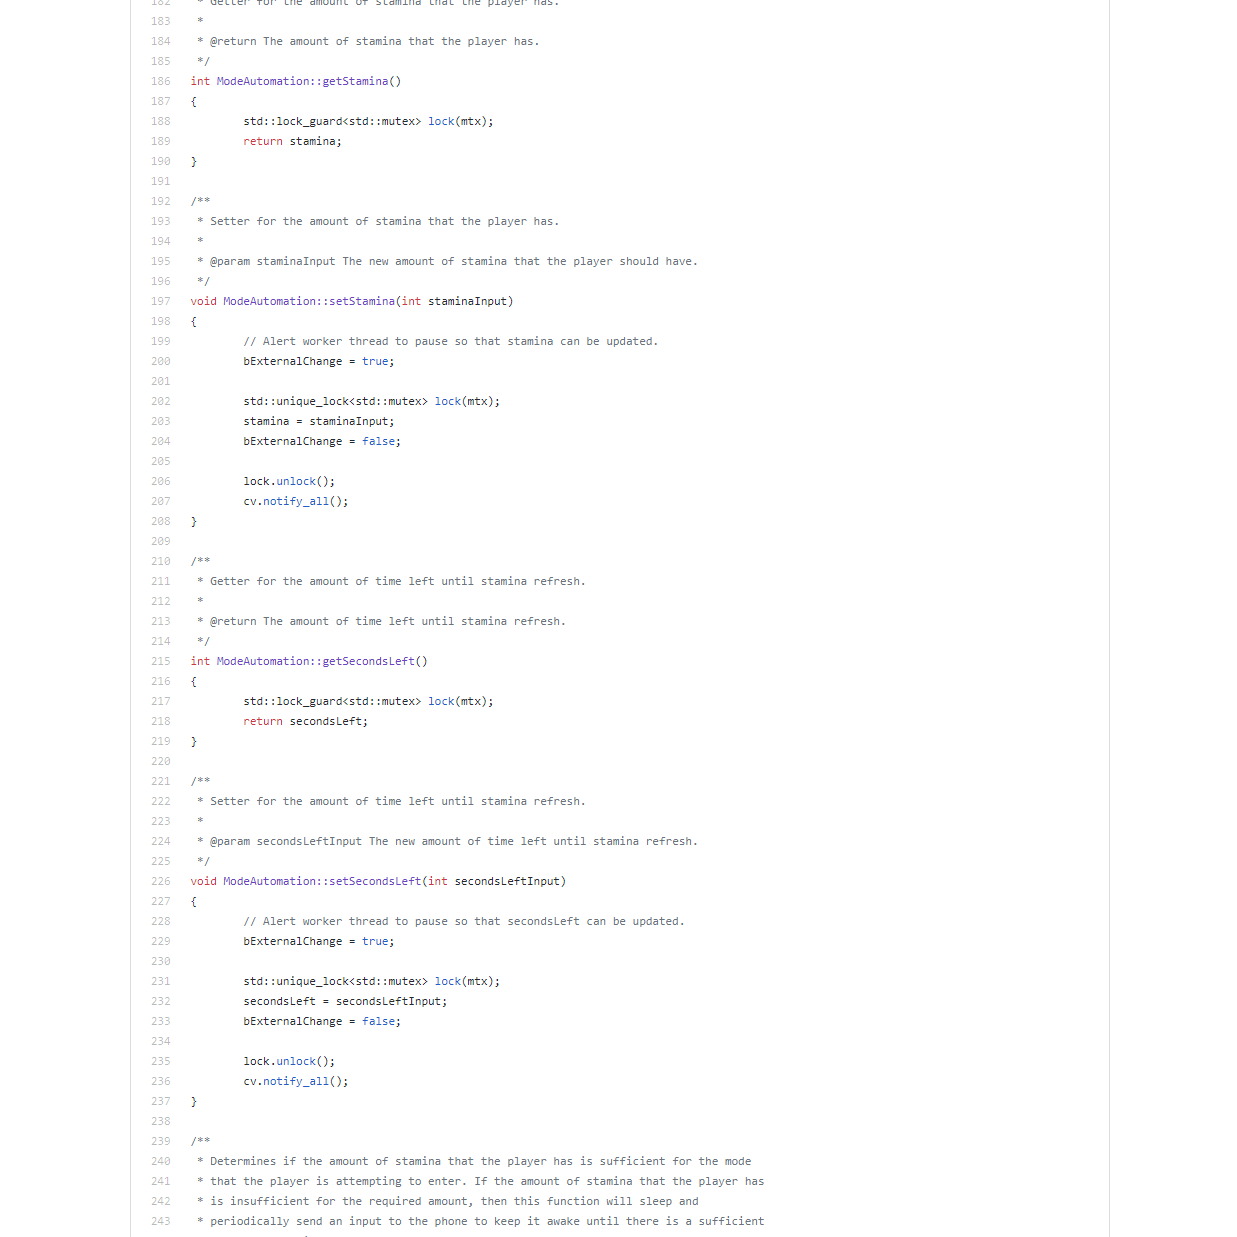 182 * Getter for the amount of stamina that the player has.
183 *
184 * @return The amount of stamina that the player has.
185 */
186 int ModeAutomation::getStamina()
187 {
188 std::lock_guard<std::mutex> lock(mtx);
189 return stamina;
190 }
191
192 /**
193 * Setter for the amount of stamina that the player has.
194 *
195 * @param staminaInput The new amount of stamina that the player should have.
196 */
197 void ModeAutomation::setStamina(int staminaInput)
198 {
199 // Alert worker thread to pause so that stamina can be updated.
200 bExternalChange = true;
201
202 std::unique_lock<std::mutex> lock(mtx);
203 stamina = staminaInput;
204 bExternalChange = false;
205
206 lock.unlock();
207 cv.notify_all();
208 }
209
210 /**
211 * Getter for the amount of time left until stamina refresh.
212 *
213 * @return The amount of time left until stamina refresh.
214 */
215 int ModeAutomation::getSecondsLeft()
216 {
217 std::lock_guard<std::mutex> lock(mtx);
218 return secondsLeft;
219 }
220
221 /**
222 * Setter for the amount of time left until stamina refresh.
223 *
224 * @param secondsLeftInput The new amount of time left until stamina refresh.
225 */
226 void ModeAutomation::setSecondsLeft(int secondsLeftInput)
227 {
228 // Alert worker thread to pause so that secondsLeft can be updated.
229 bExternalChange = true;
230
231 std::unique_lock<std::mutex> lock(mtx);
232 secondsLeft = secondsLeftInput;
233 bExternalChange = false;
234
235 lock.unlock();
236 cv.notify_all();
237 }
238
239 /**
240 * Determines if the amount of stamina that the player has is sufficient for the mode
241 * that the player is attempting to enter. If the amount of stamina that the player has
242 * is insufficient for the required amount, then this function will sleep and
243 * periodically send an input to the phone to keep it awake until there is a sufficient